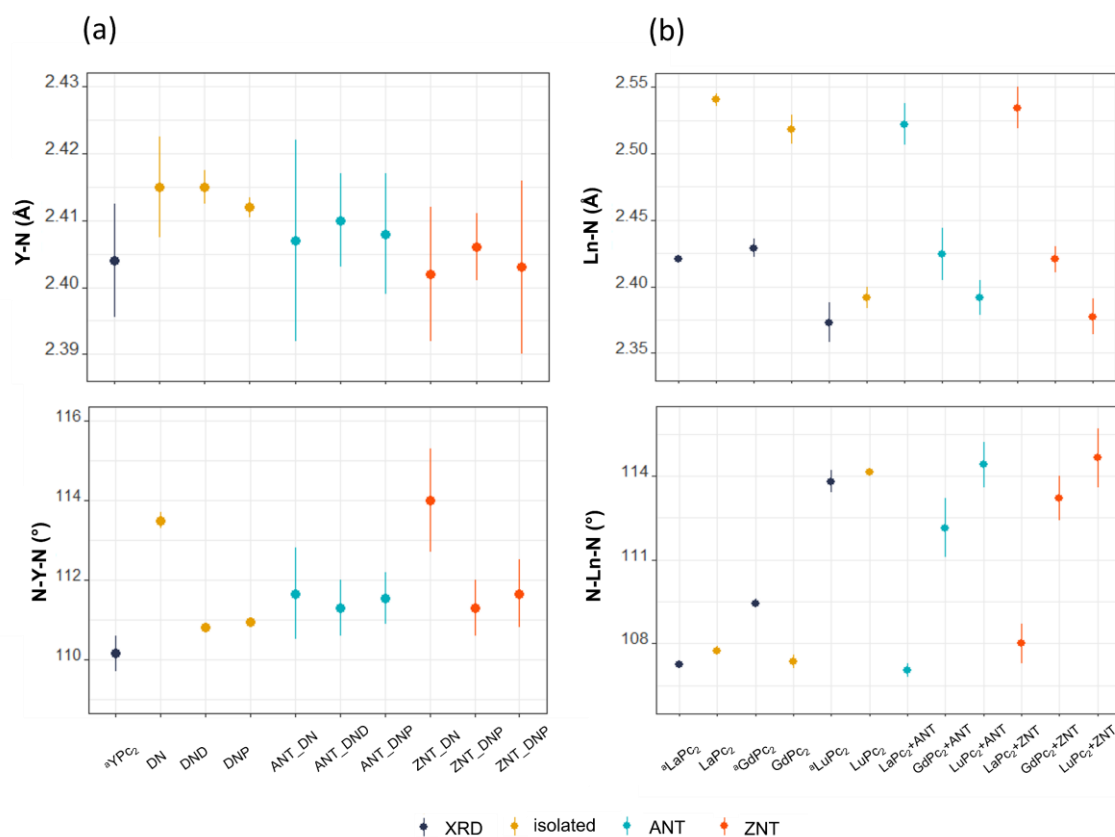 (a)
2.43
2.42
2.41
2.40
2.39
Y-N (Å)
116
114
112
110
N-Y-N (°)
ᵃYPc₂
DN
DND
DNP
ANT_DN
ANT_DND
ANT_DNP
ZNT_DN
ZNT_DNP
ZNT_DNP
(b)
2.55
2.50
2.45
2.40
2.35
Ln-N (Å)
114
111
108
N-Ln-N (°)
ᵃLaPc₂
LaPc₂
ᵃGdPc₂
GdPc₂
ᵃLuPc₂
LuPc₂
LaPc₂+ANT
GdPc₂+ANT
LuPc₂+ANT
LaPc₂+ZNT
GdPc₂+ZNT
LuPc₂+ZNT
XRD isolated ANT ZNT